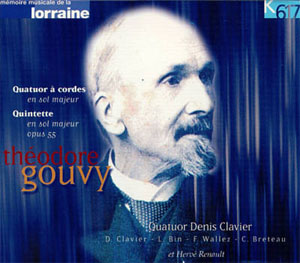 mémoire musicale de la
lorraine
K617
Quatuor à cordes
en sol majeur
Quintette
en sol majeur
opus 55
théodore
gouvy
Quatuor Denis Clavier
D. Clavier - L. Bin - F. Wallez - C. Breteau
et Hervé Renault